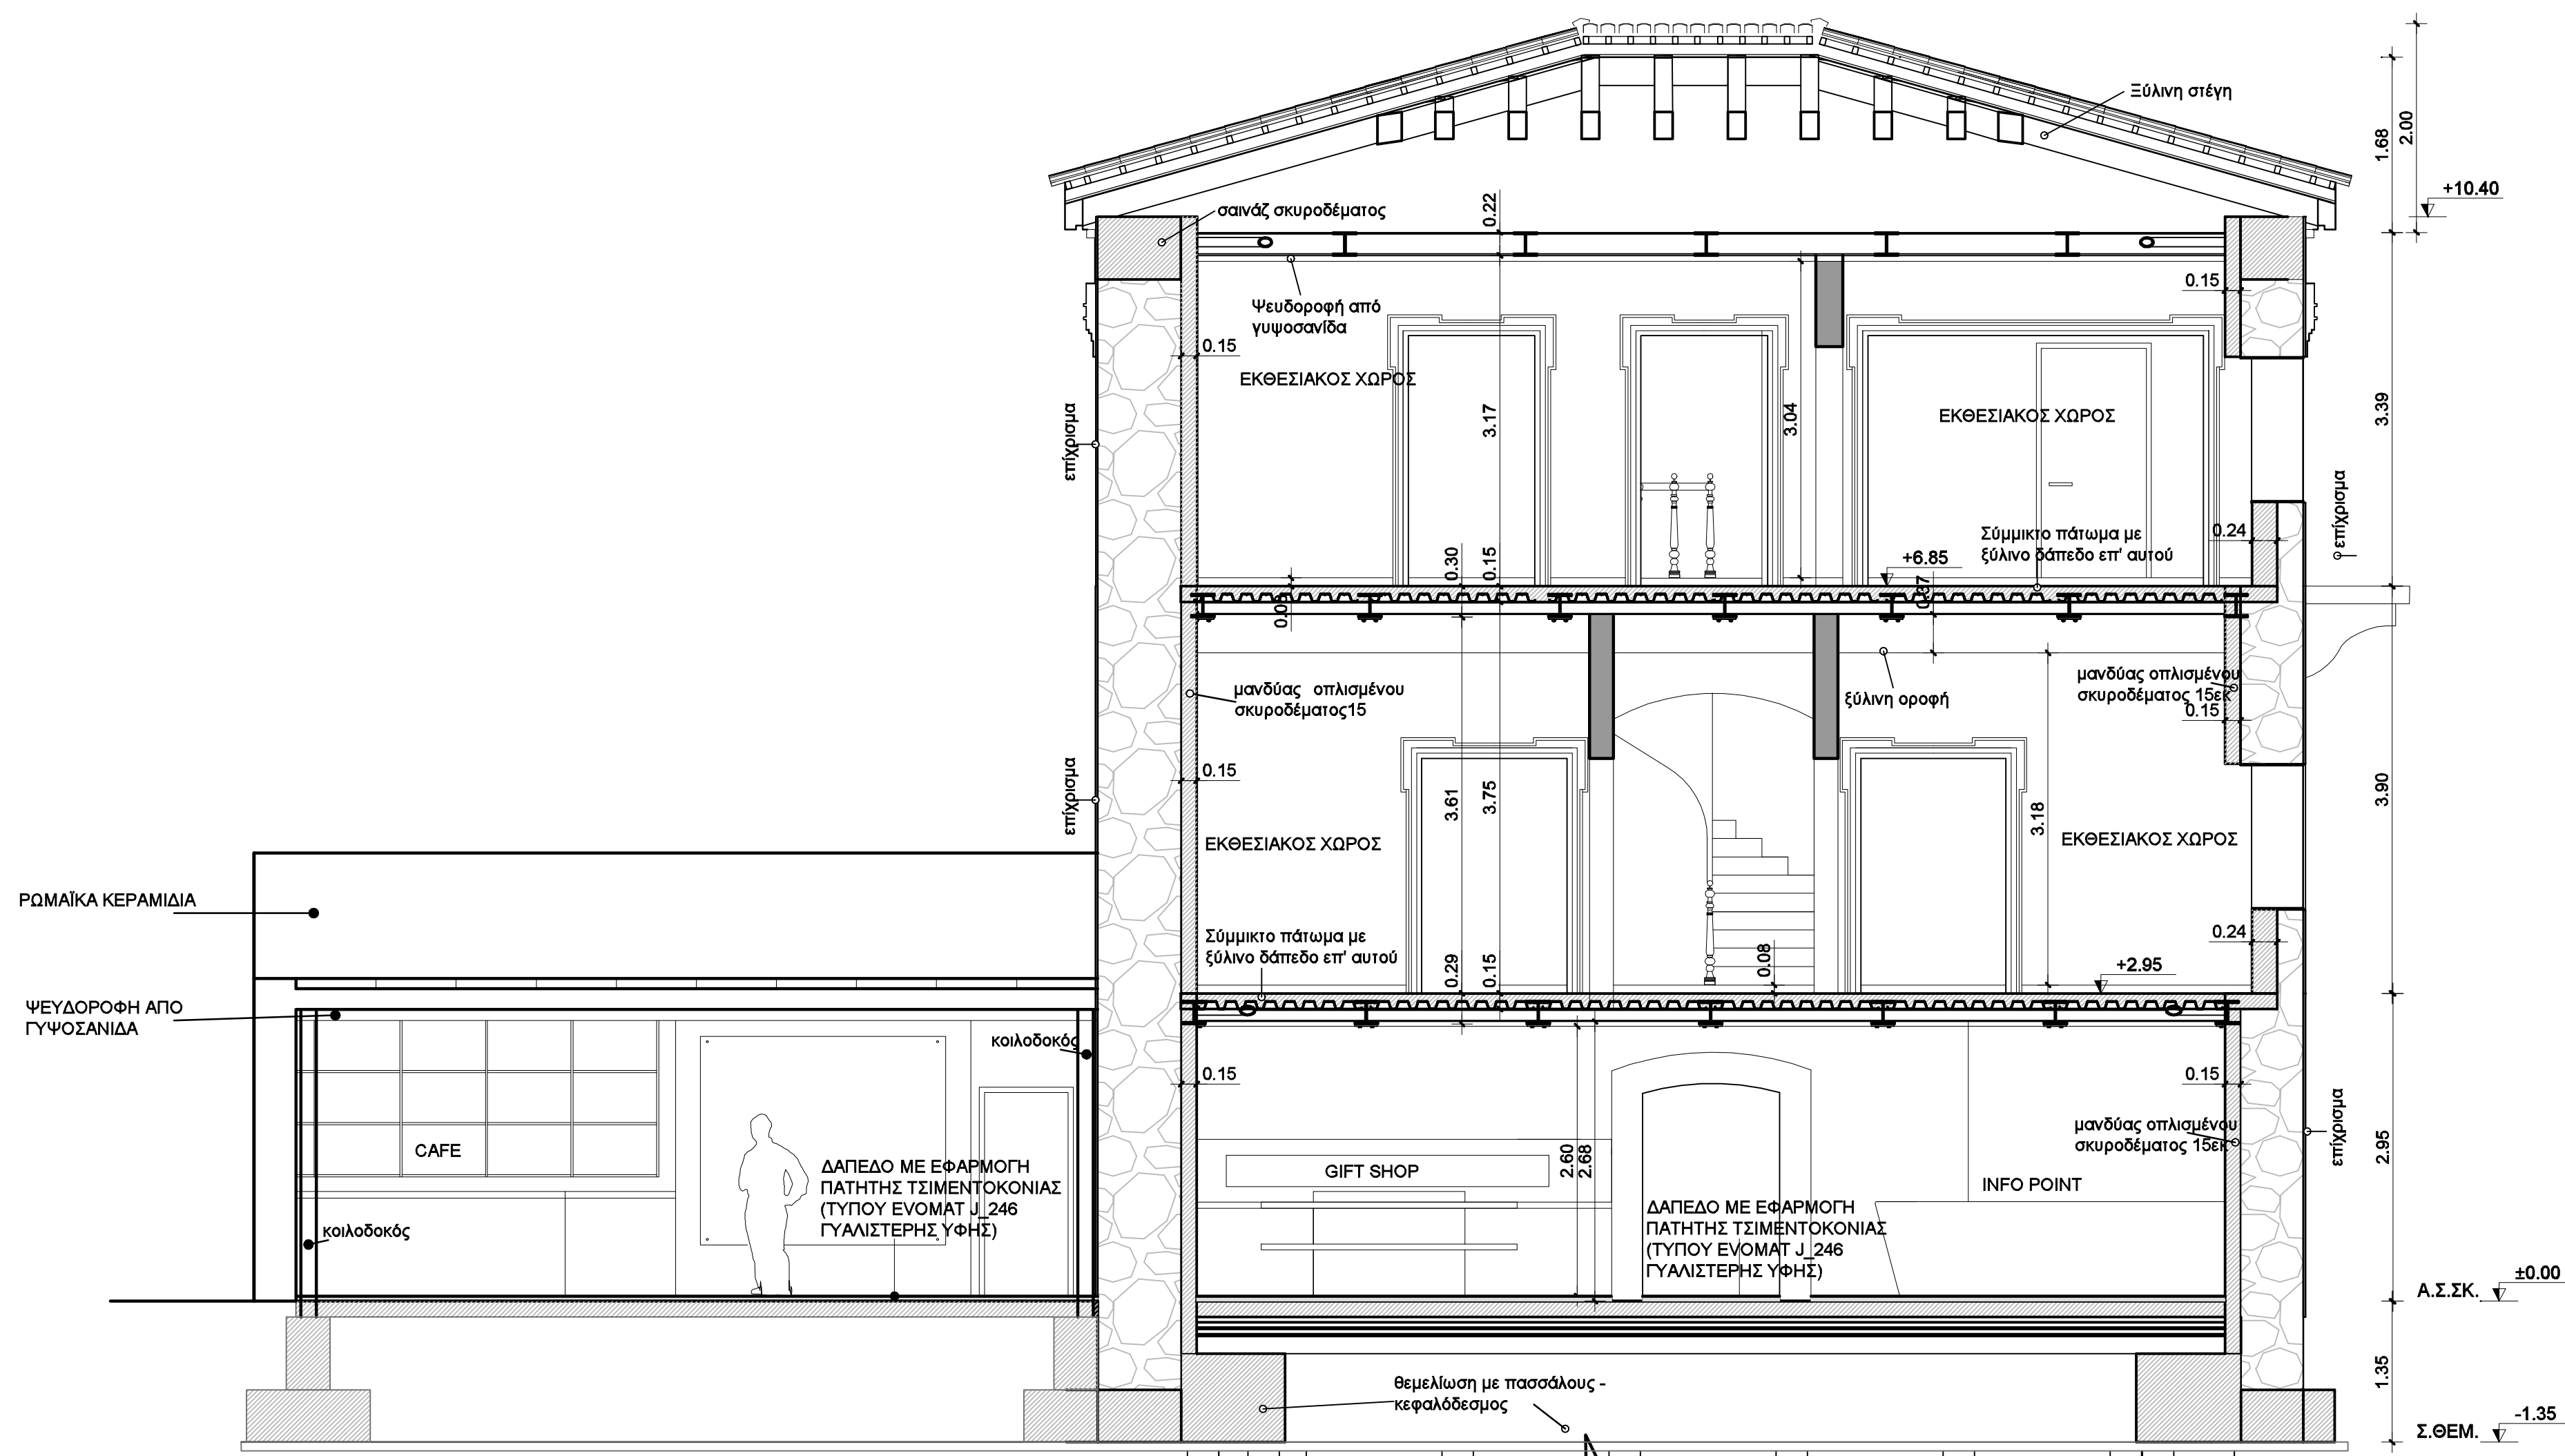 Ξύλινη στέγη
1.68
2.00
+10.40
σαινάζ σκυροδέματος
0.22
Ψευδοροφή από
γυψοσανίδα
0.15
0.15
ΕΚΘΕΣΙΑΚΟΣ ΧΩΡΟΣ
3.17
3.04
ΕΚΘΕΣΙΑΚΟΣ ΧΩΡΟΣ
3.39
επίχρισμα
επίχρισμα
Σύμμικτο πάτωμα με
ξύλινο δάπεδο επ' αυτού
0.24
+6.85
0.30
0.15
0.08
0.37
μανδύας οπλισμένου
σκυροδέματος15
ξύλινη οροφή
μανδύας οπλισμένου
σκυροδέματος 15εκ
0.15
0.15
επίχρισμα
3.61
3.75
3.18
3.90
ΕΚΘΕΣΙΑΚΟΣ ΧΩΡΟΣ
ΕΚΘΕΣΙΑΚΟΣ ΧΩΡΟΣ
ΡΩΜΑΪΚΑ ΚΕΡΑΜΙΔΙΑ
Σύμμικτο πάτωμα με
ξύλινο δάπεδο επ' αυτού
0.29
0.15
0.08
0.24
+2.95
ΨΕΥΔΟΡΟΦΗ ΑΠΟ
ΓΥΨΟΣΑΝΙΔΑ
κοιλοδοκός
0.15
0.15
μανδύας οπλισμένου
σκυροδέματος 15εκ
επίχρισμα
2.95
CAFE
ΔΑΠΕΔΟ ΜΕ ΕΦΑΡΜΟΓΗ
ΠΑΤΗΤΗΣ ΤΣΙΜΕΝΤΟΚΟΝΙΑΣ
(ΤΥΠΟΥ EVOMAT J_246
ΓΥΑΛΙΣΤΕΡΗΣ ΥΦΗΣ)
κοιλοδοκός
GIFT SHOP
2.60
2.68
INFO POINT
ΔΑΠΕΔΟ ΜΕ ΕΦΑΡΜΟΓΗ
ΠΑΤΗΤΗΣ ΤΣΙΜΕΝΤΟΚΟΝΙΑΣ
(ΤΥΠΟΥ EVOMAT J_246
ΓΥΑΛΙΣΤΕΡΗΣ ΥΦΗΣ)
Α.Σ.ΣΚ.
±0.00
1.35
θεμελίωση με πασσάλους -
κεφαλόδεσμος
Σ.ΘΕΜ.
-1.35